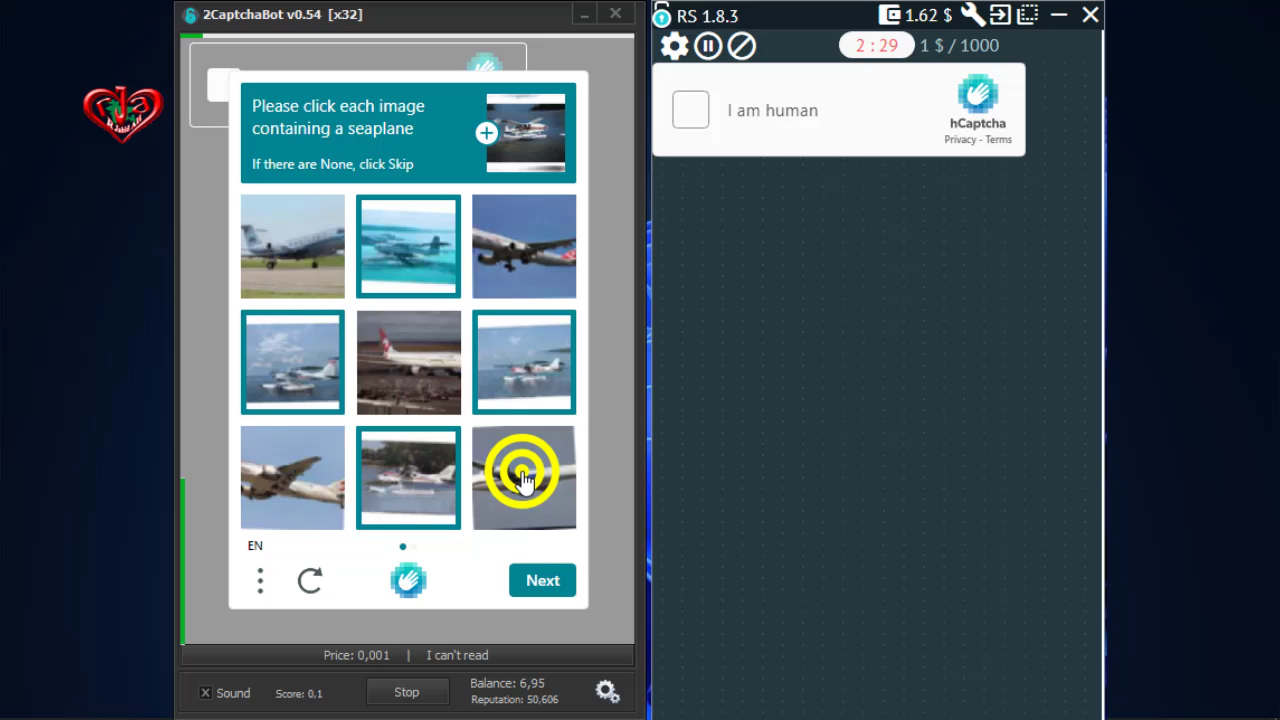 2CaptchaBot v0.54 [x32]
Please click each image
containing a seaplane
If there are None, click Skip
EN
Next
Price: 0,001 | I can't read
Sound
Score: 0,1
Stop
Balance: 6,95
Reputation: 50,606
RS 1.8.3
1.62 $
2 : 29
1 $ / 1000
I am human
hCaptcha
Privacy - Terms